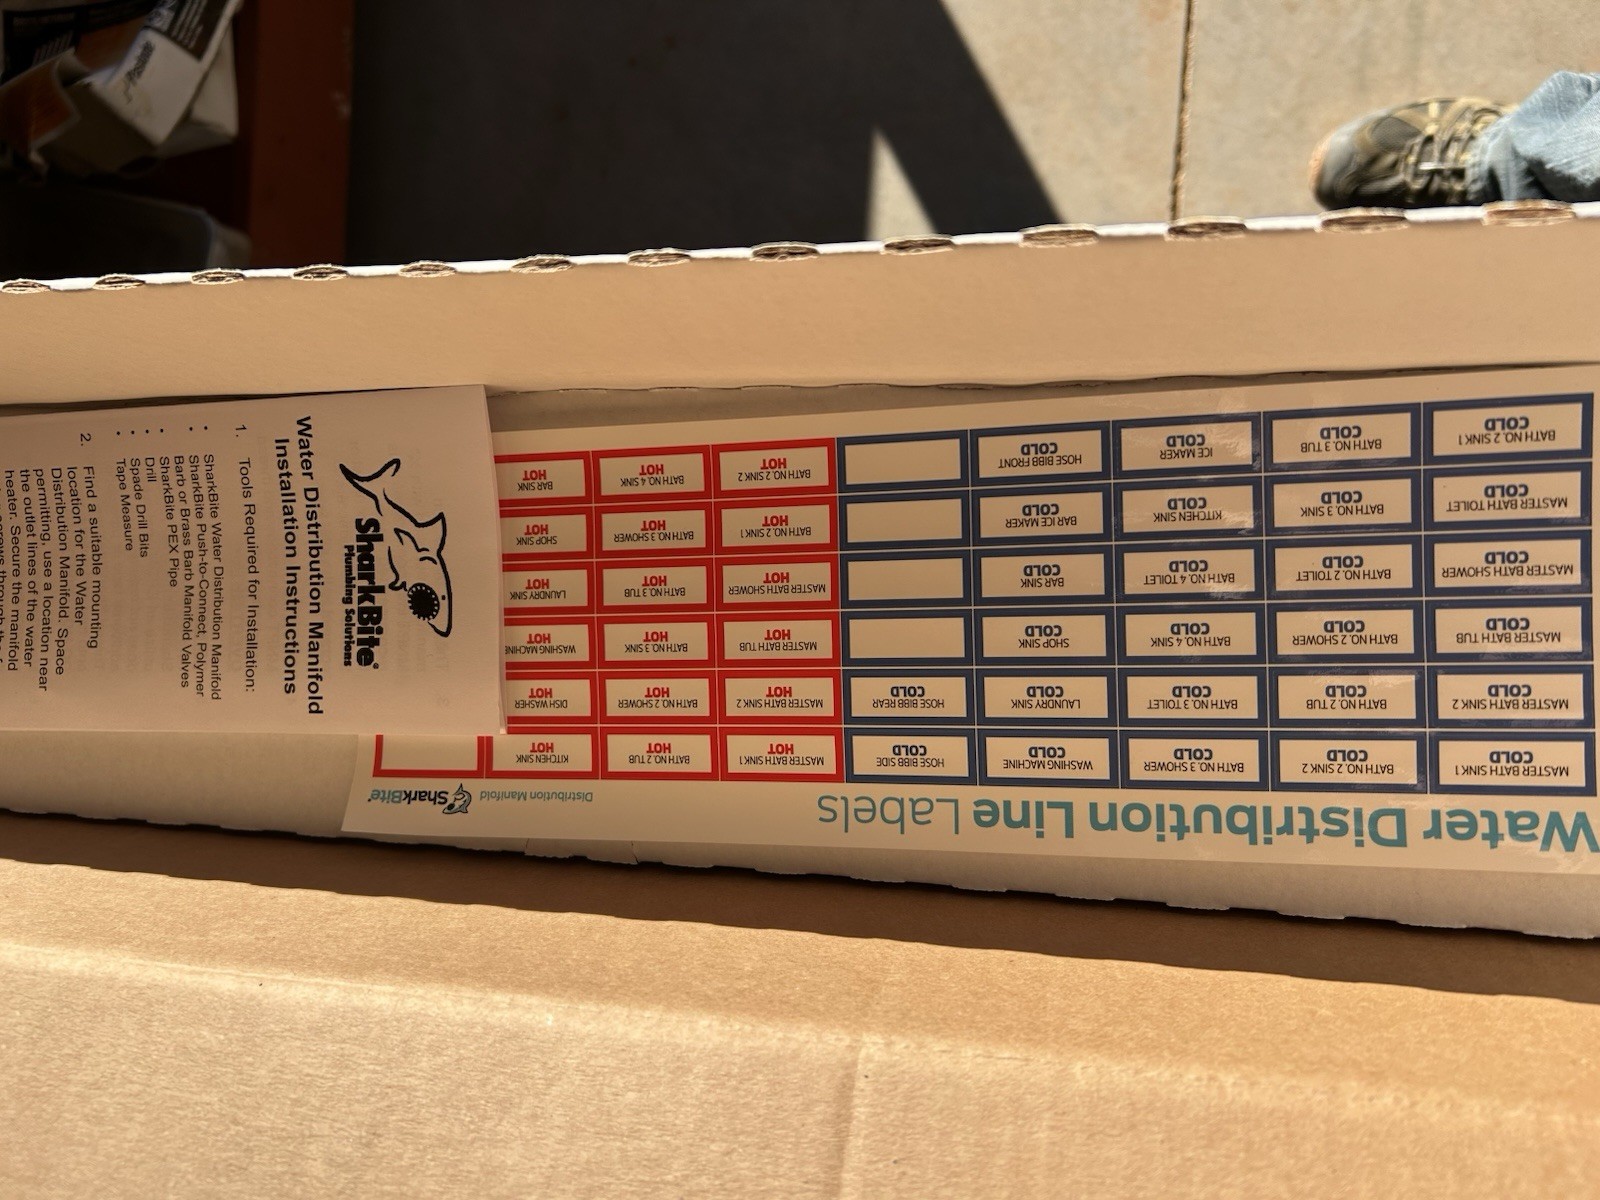 SharkBite®
Plumbing Solutions
Water Distribution Manifold
Installation Instructions
1. Tools Required for Installation:
• SharkBite Water Distribution Manifold
• SharkBite Push-to-Connect, Polymer
Barb or Brass Barb Manifold Valves
• SharkBite PEX Pipe
• Drill
• Spade Drill Bits
• Tape Measure
2. Find a suitable mounting
location for the Water
Distribution Manifold. Space
permitting, use a location near
the outlet lines of the water
heater. Secure the manifold
Water Distribution Line Labels
Distribution Manifold
SharkBite®
MASTER BATH SINK 1
COLD
BATH NO. 2 SINK 2
COLD
BATH NO. 3 SHOWER
COLD
WASHING MACHINE
COLD
HOSE BIBB SIDE
COLD
MASTER BATH SINK 1
HOT
BATH NO. 2 TUB
HOT
KITCHEN SINK
HOT
MASTER BATH SINK 2
COLD
BATH NO. 2 TUB
COLD
BATH NO. 3 TOILET
COLD
LAUNDRY SINK
COLD
HOSE BIBB REAR
COLD
MASTER BATH SINK 2
HOT
BATH NO. 2 SHOWER
HOT
DISH WASHER
HOT
MASTER BATH TUB
COLD
BATH NO. 2 SHOWER
COLD
BATH NO. 4 SINK
COLD
SHOP SINK
COLD
MASTER BATH TUB
HOT
BATH NO. 3 SINK
HOT
WASHING MACHINE
HOT
MASTER BATH SHOWER
COLD
BATH NO. 2 TOILET
COLD
BATH NO. 4 TOILET
COLD
BAR SINK
COLD
MASTER BATH SHOWER
HOT
BATH NO. 3 TUB
HOT
LAUNDRY SINK
HOT
MASTER BATH TOILET
COLD
BATH NO. 3 SINK
COLD
KITCHEN SINK
COLD
BAR ICE MAKER
COLD
BATH NO. 2 SINK 1
HOT
BATH NO. 3 SHOWER
HOT
SHOP SINK
HOT
BATH NO. 2 SINK 1
COLD
BATH NO. 3 TUB
COLD
ICE MAKER
COLD
HOSE BIBB FRONT
COLD
BATH NO. 2 SINK 2
HOT
BATH NO. 4 SINK
HOT
BAR SINK
HOT